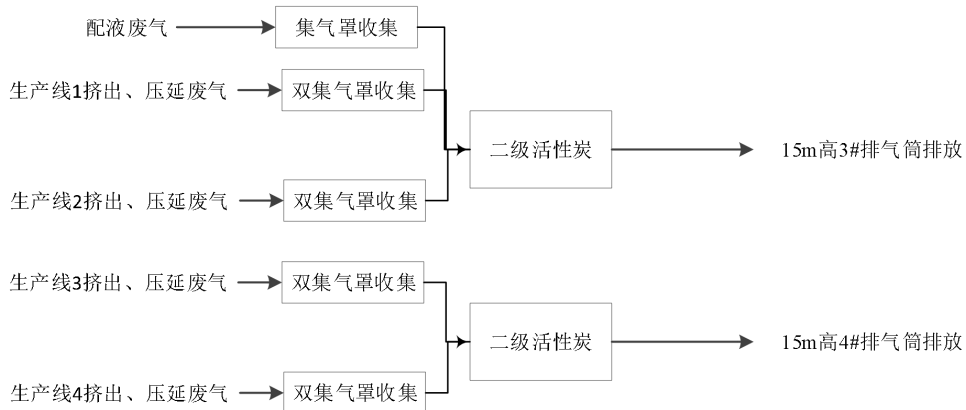 配液废气
集气罩收集
生产线1挤出、压延废气
双集气罩收集
二级活性炭
15m高3#排气筒排放
生产线2挤出、压延废气
双集气罩收集
生产线3挤出、压延废气
双集气罩收集
二级活性炭
15m高4#排气筒排放
生产线4挤出、压延废气
双集气罩收集